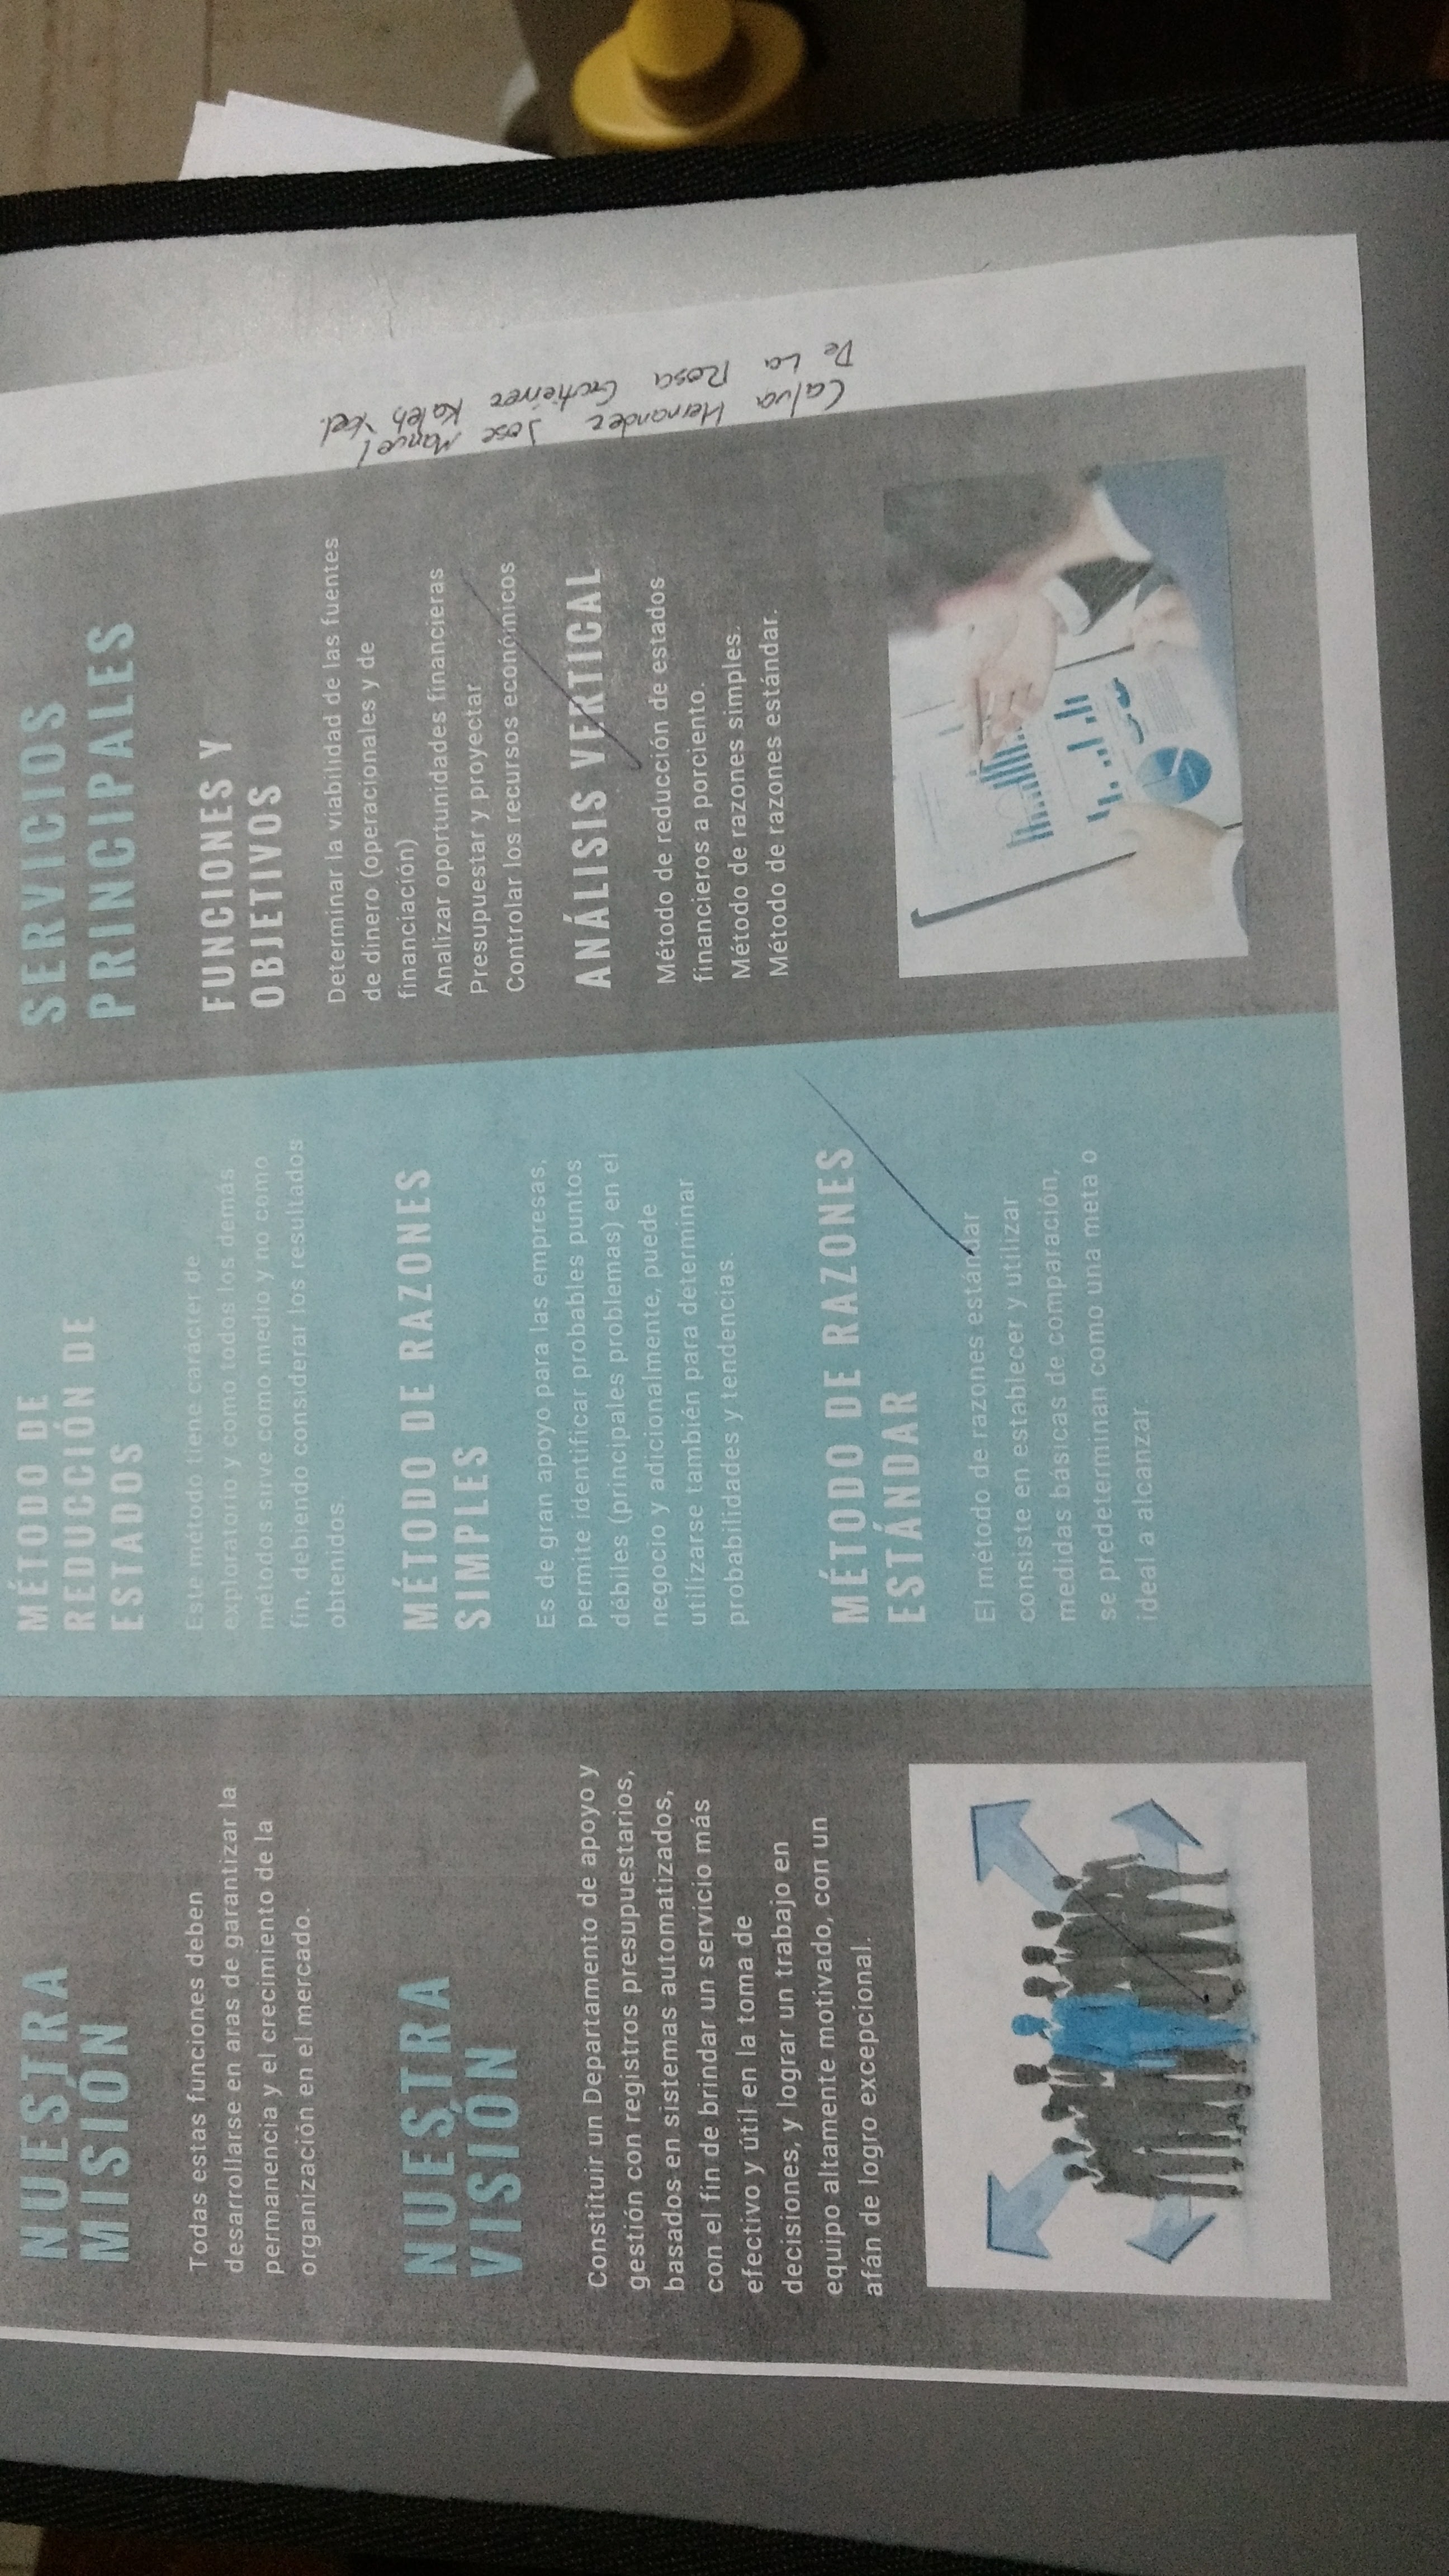 NUESTRA
MISIÓN
Todas estas funciones deben
desarrollarse en aras de garantizar la
permanencia y el crecimiento de la
organización en el mercado.
NUESTRA
VISIÓN
Constituir un Departamento de apoyo y
gestión con registros presupuestarios,
basados en sistemas automatizados,
con el fin de brindar un servicio más
efectivo y útil en la toma de
decisiones, y lograr un trabajo en
equipo altamente motivado, con un
afán de logro excepcional.
MÉTODO DE
REDUCCIÓN DE
ESTADOS
Este método tiene carácter de
exploratorio y como todos los demás
métodos sirve como medio y no como
fin, debiendo considerar los resultados
obtenidos.
MÉTODO DE RAZONES
SIMPLES
Es de gran apoyo para las empresas,
permite identificar probables puntos
débiles (principales problemas) en el
negocio y adicionalmente, puede
utilizarse también para determinar
probabilidades y tendencias.
MÉTODO DE RAZONES
ESTÁNDAR
El método de razones estándar
consiste en establecer y utilizar
medidas básicas de comparación,
se predeterminan como una meta o
ideal a alcanzar.
SERVICIOS
PRINCIPALES
FUNCIONES Y
OBJETIVOS
Determinar la viabilidad de las fuentes
de dinero (operacionales y de
financiación)
Analizar oportunidades financieras
Presupuestar y proyectar
Controlar los recursos económicos
ANÁLISIS VERTICAL
Método de reducción de estados
financieros a porciento.
Método de razones simples.
Método de razones estándar.
Calva Hernandez Jose Manuel
De La Rosa Gutierrez Kaleb